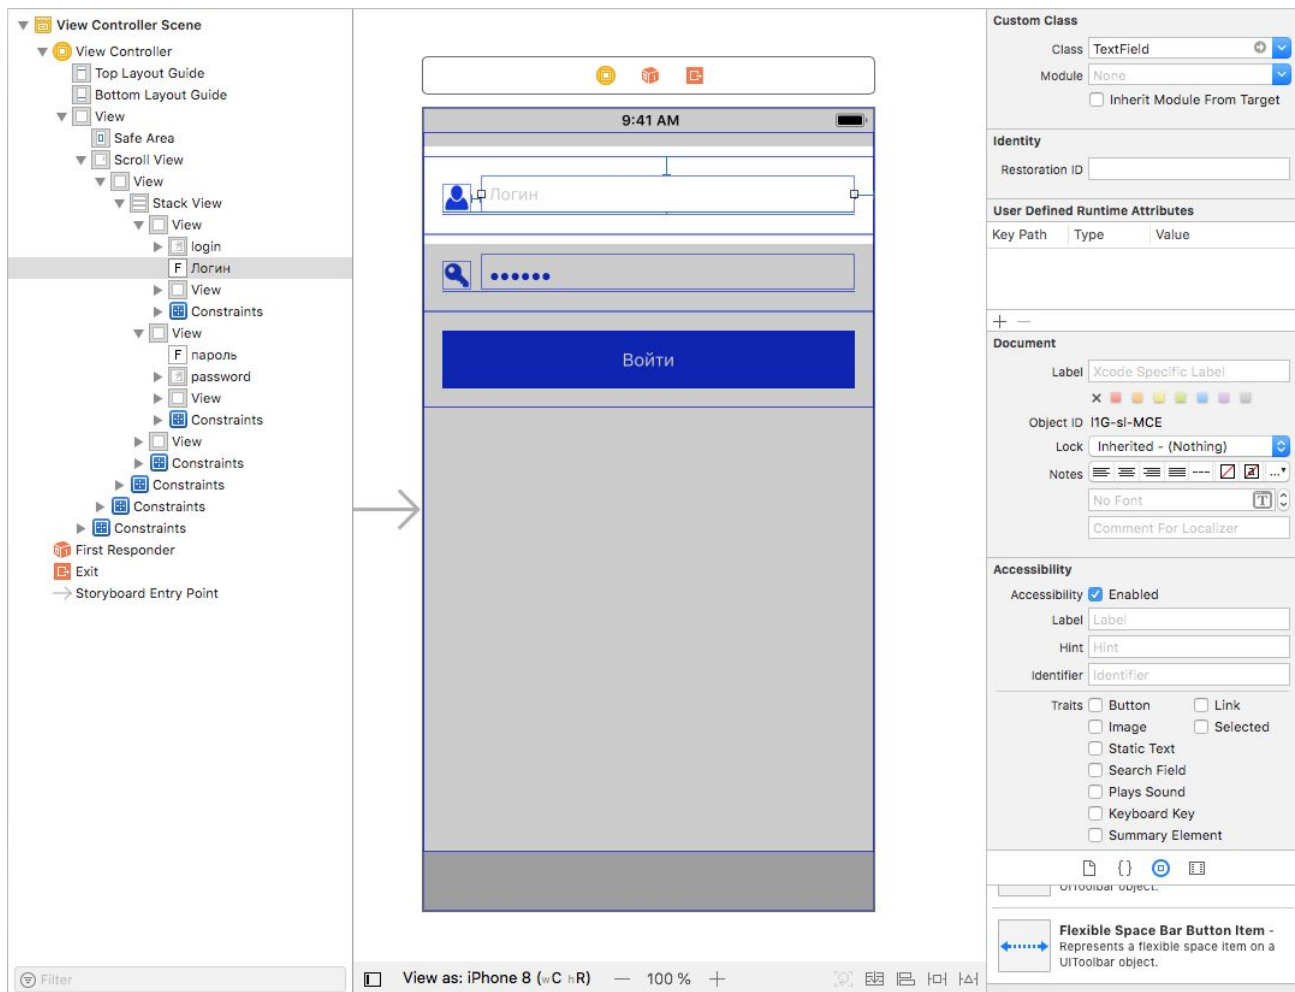 View Controller Scene
View Controller
Top Layout Guide
Bottom Layout Guide
View
Safe Area
Scroll View
View
Stack View
View
login
F Логин
View
Constraints
View
F пароль
password
View
Constraints
View
Constraints
Constraints
Constraints
Constraints
First Responder
Exit
Storyboard Entry Point
Filter
9:41 AM
Логин
Войти
View as: iPhone 8 (wC hR) — 100 % +
Custom Class
Class TextField
Module None
Inherit Module From Target
Identity
Restoration ID
User Defined Runtime Attributes
Key Path Type Value
+ —
Document
Label Xcode Specific Label
Object ID l1G-sl-MCE
Lock Inherited - (Nothing)
Notes
No Font T
Comment For Localizer
Accessibility
Accessibility Enabled
Label Label
Hint Hint
Identifier Identifier
Traits Button Link
Image Selected
Static Text
Search Field
Plays Sound
Keyboard Key
Summary Element
UIToolbar object.
Flexible Space Bar Button Item -
Represents a flexible space item on a
UIToolbar object.